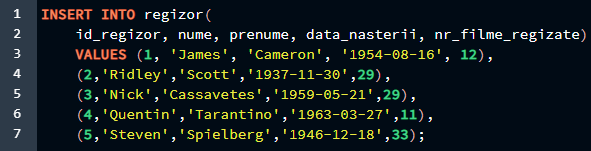 1 INSERT INTO regizor(
2 id_regizor, nume, prenume, data_nasterii, nr_filme_regizate)
3 VALUES (1, 'James', 'Cameron', '1954-08-16', 12),
4 (2,'Ridley','Scott','1937-11-30',29),
5 (3,'Nick','Cassavetes','1959-05-21',29),
6 (4,'Quentin','Tarantino','1963-03-27',11),
7 (5,'Steven','Spielberg','1946-12-18',33);